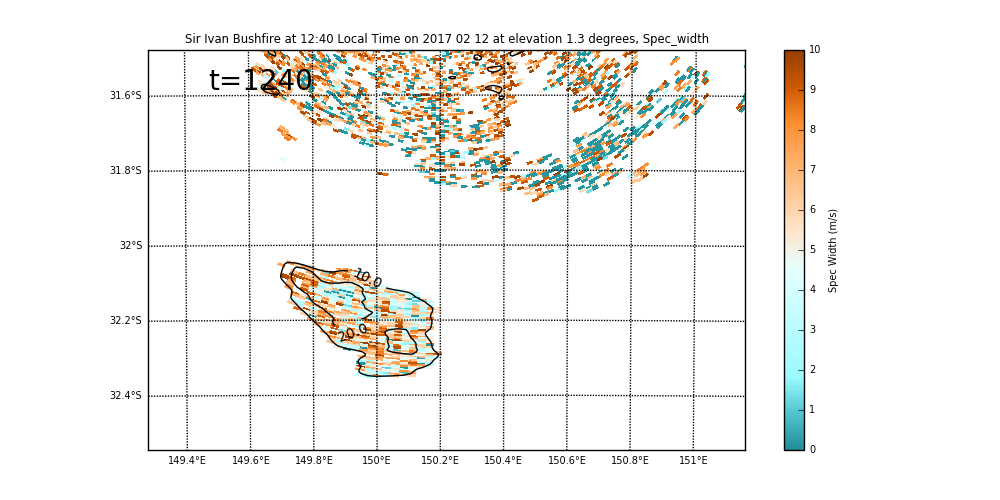 Sir Ivan Bushfire at 12:40 Local Time on 2017 02 12 at elevation 1.3 degrees, Spec_width
t=1240
31.6°S
31.8°S
32°S
32.2°S
32.4°S
10.0
20.0
149.4°E 149.6°E 149.8°E 150°E 150.2°E 150.4°E 150.6°E 150.8°E 151°E
10
9
8
7
6
5
4
3
2
1
0
Spec Width (m/s)